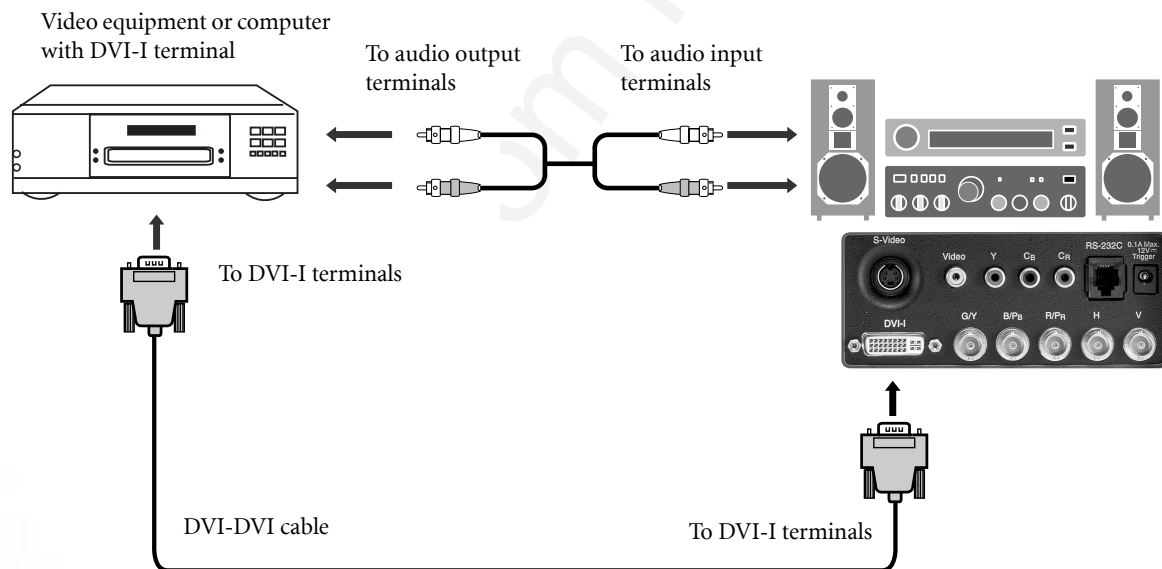 Video equipment or computer
with DVI-I terminal
To audio output
terminals
To audio input
terminals
To DVI-I terminals
S-Video
Video
Y
CB
CR
RS-232C
0.1A Max.
12V⎓
Trigger
DVI-I
G/Y
B/PB
R/PR
H
V
DVI-DVI cable
To DVI-I terminals